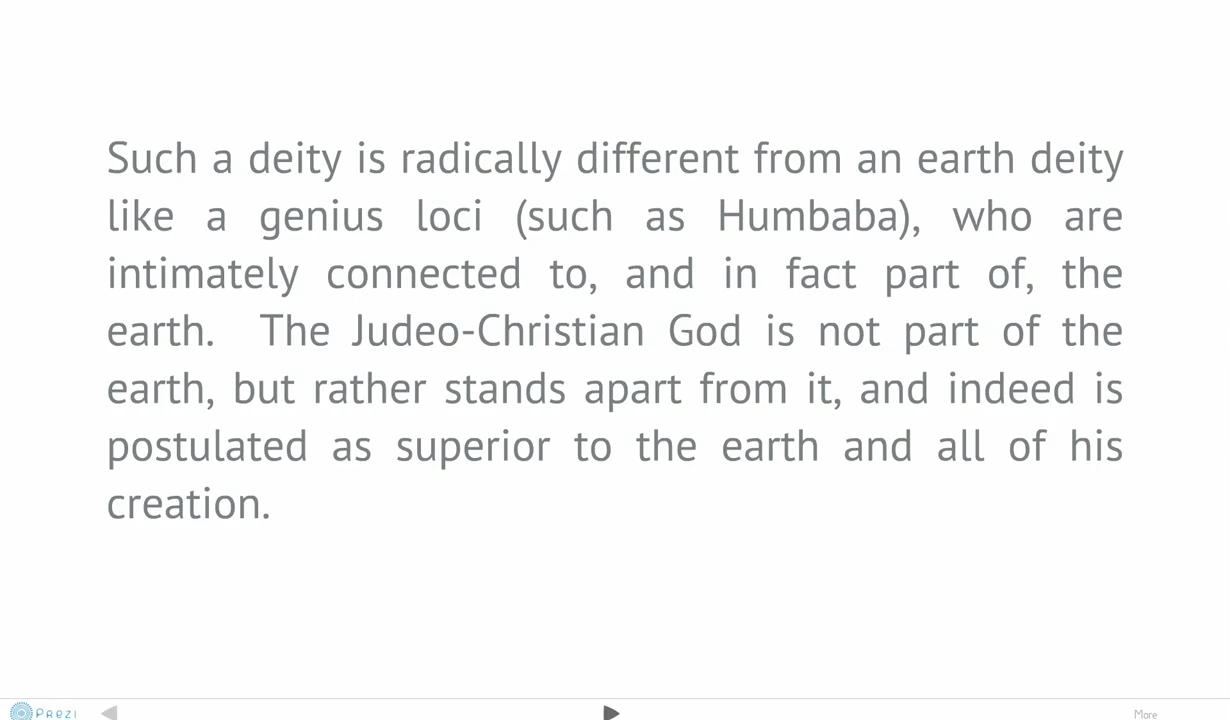 Such a deity is radically different from an earth deity
like a genius loci (such as Humbaba), who are
intimately connected to, and in fact part of, the
earth.  The Judeo-Christian God is not part of the
earth, but rather stands apart from it, and indeed is
postulated as superior to the earth and all of his
creation.
Prezi
More